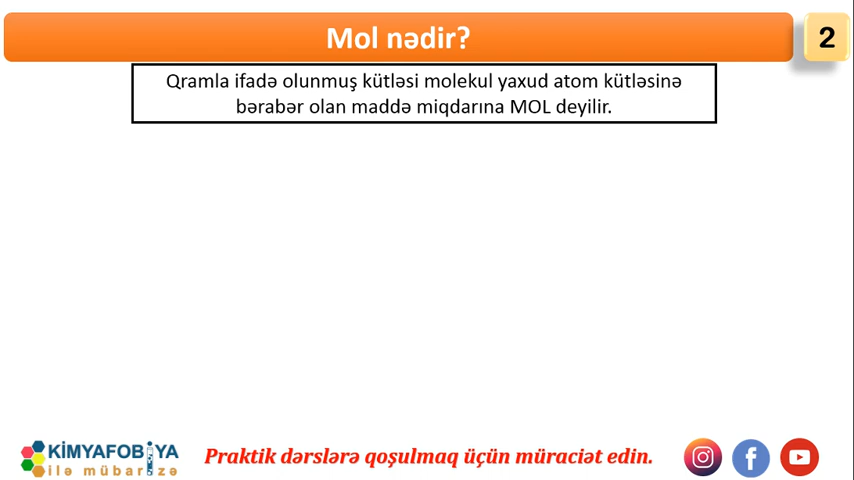 Mol nədir?
2
Qramla ifadə olunmuş kütləsi molekul yaxud atom kütləsinə
bərabər olan maddə miqdarına MOL deyilir.
KİMYAFOBİYA
ilə mübarizə
Praktik dərslərə qoşulmaq üçün müraciət edin.